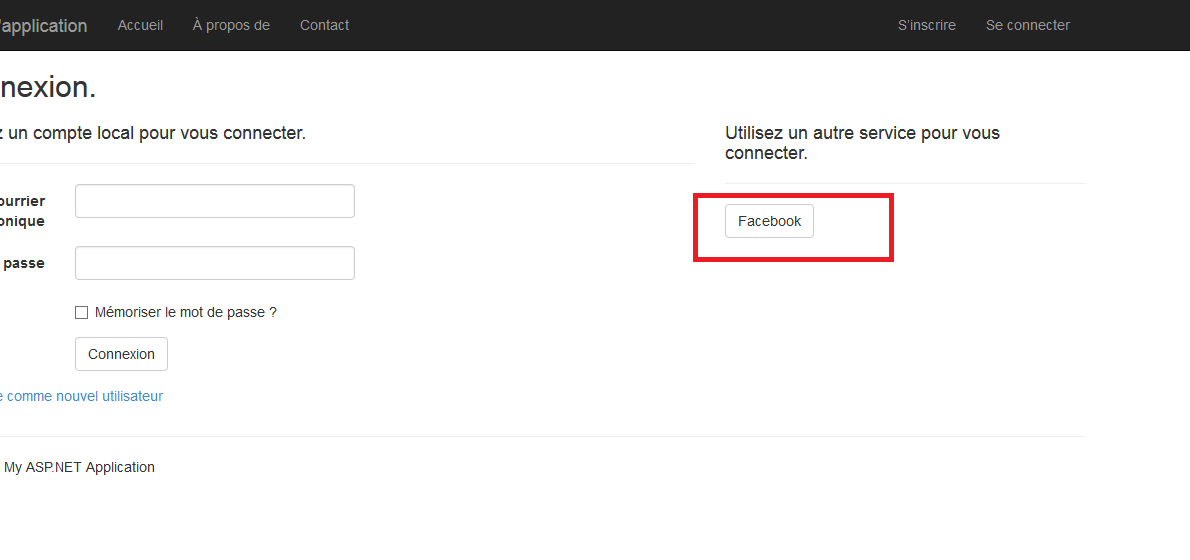 'application Accueil À propos de Contact S'inscrire Se connecter
nexion.
z un compte local pour vous connecter.
Utilisez un autre service pour vous
connecter.
ourrier
onique
passe
Mémoriser le mot de passe ?
Connexion
e comme nouvel utilisateur
Facebook
My ASP.NET Application